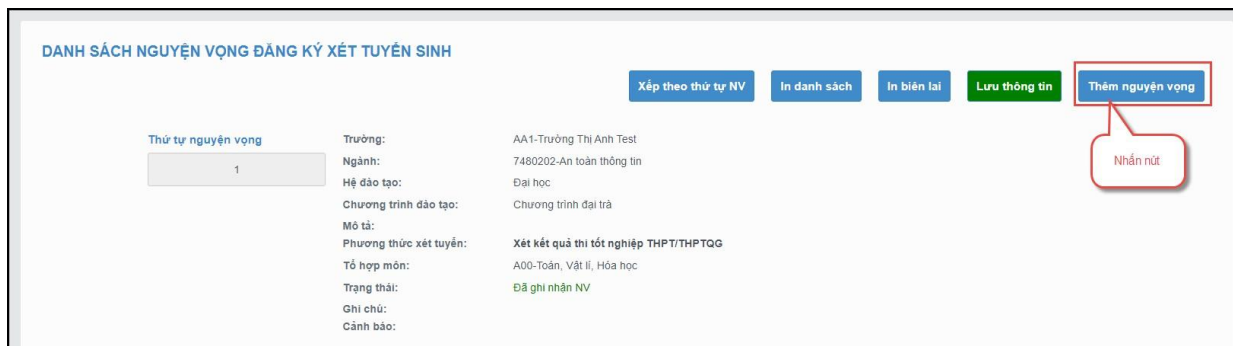 DANH SÁCH NGUYỆN VỌNG ĐĂNG KÝ XÉT TUYỂN SINH
Xếp theo thứ tự NV In danh sách In biên lai Lưu thông tin Thêm nguyện vọng
Nhấn nút
Thứ tự nguyện vọng
1
Trường: AA1-Trường Thị Anh Test
Ngành: 7480202-An toàn thông tin
Hệ đào tạo: Đại học
Chương trình đào tạo: Chương trình đại trà
Mô tả:
Phương thức xét tuyển: Xét kết quả thi tốt nghiệp THPT/THPTQG
Tổ hợp môn: A00-Toán, Vật lí, Hóa học
Trạng thái: Đã ghi nhận NV
Ghi chú:
Cảnh báo: